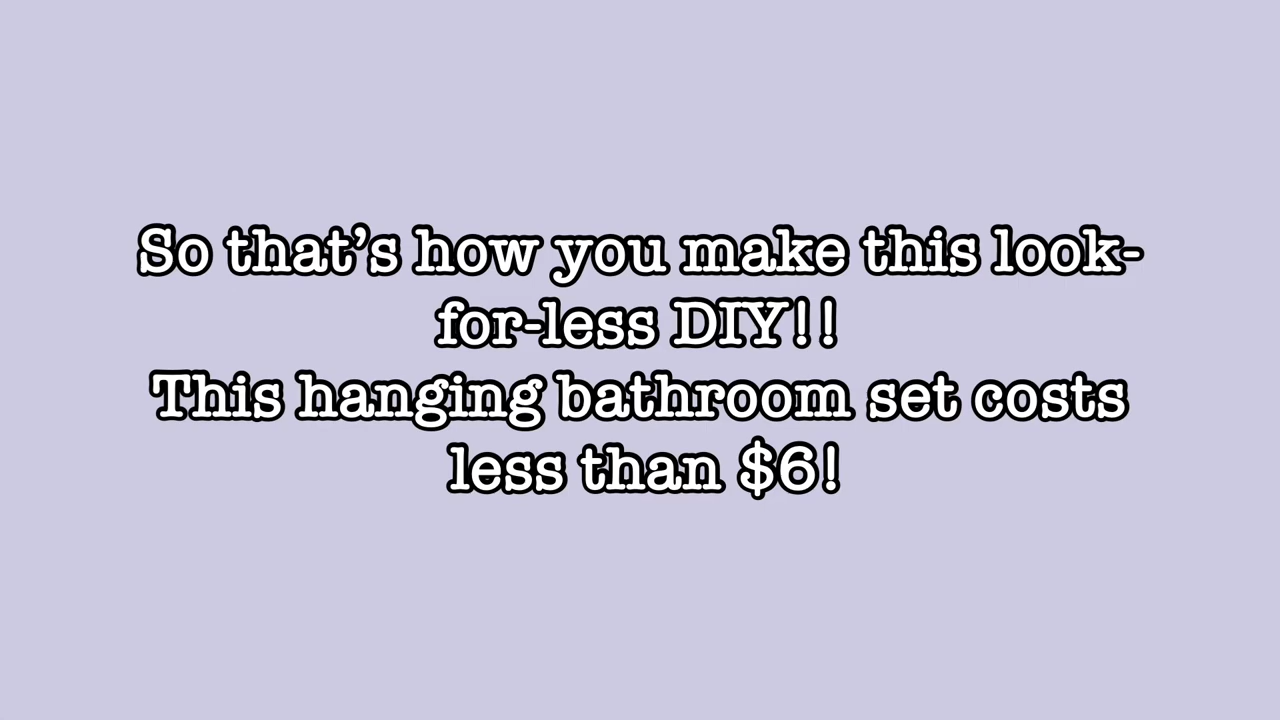 So that’s how you make this look-
for-less DIY!!
This hanging bathroom set costs
less than $6!